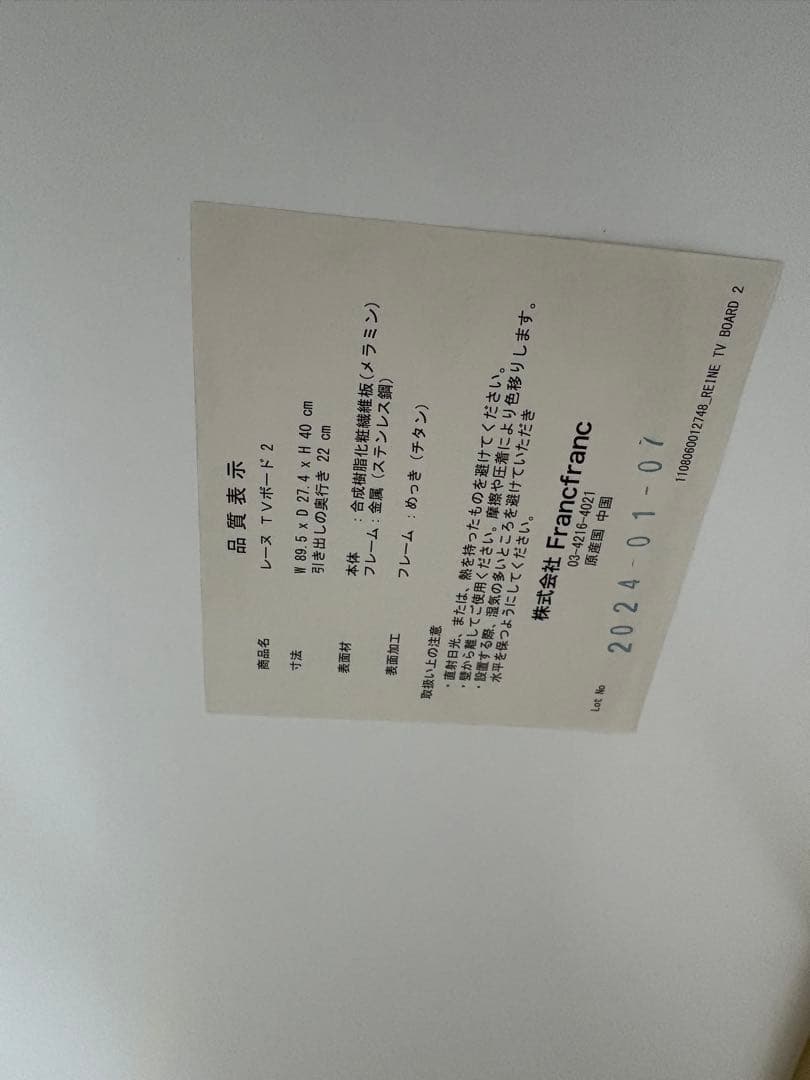 品質表示
商品名 レーヌ TVボード 2
寸法 W 89.5 x D 27.4 x H 40 cm
引き出しの奥行き 22 cm
表面材 本体 : 合成樹脂化粧繊維板(メラミン)
フレーム : 金属 (ステンレス鋼)
表面加工 フレーム : めっき (チタン)
取扱い上の注意
・直射日光、または、熱を持ったものを避けてください。
・壁から離してご使用ください。摩擦や圧着により色移りします。
・設置する際、湿気の多いところを避けていただき
水平を保つようにしてください。
株式会社 Francfranc
03-4216-4021
原産国 中国
Lot No 2024-01-07
1108060012748_REINE TV BOARD 2